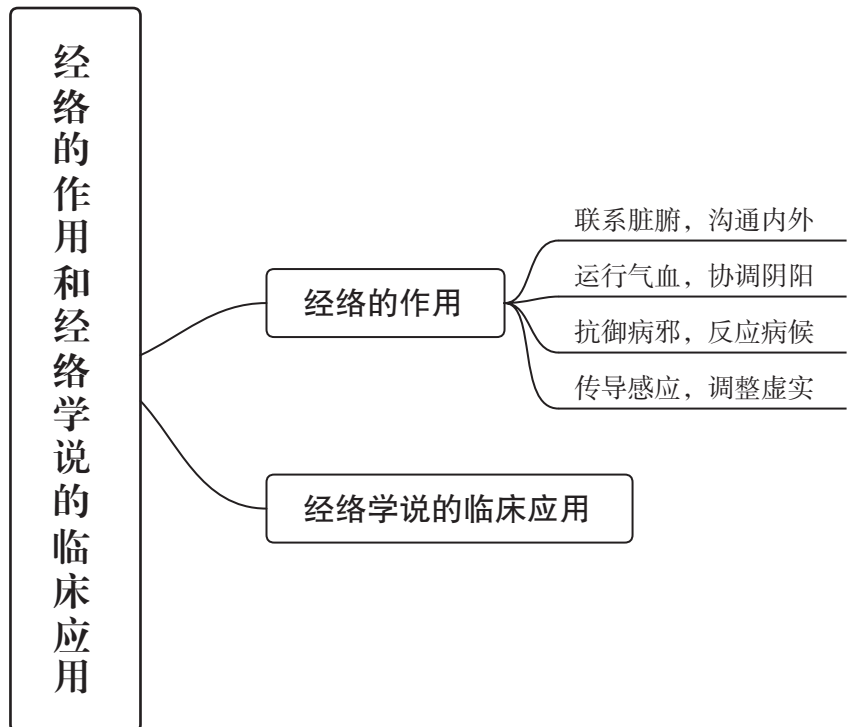 经络的作用和经络学说的临床应用
经络的作用
联系脏腑，沟通内外
运行气血，协调阴阳
抗御病邪，反应病候
传导感应，调整虚实
经络学说的临床应用